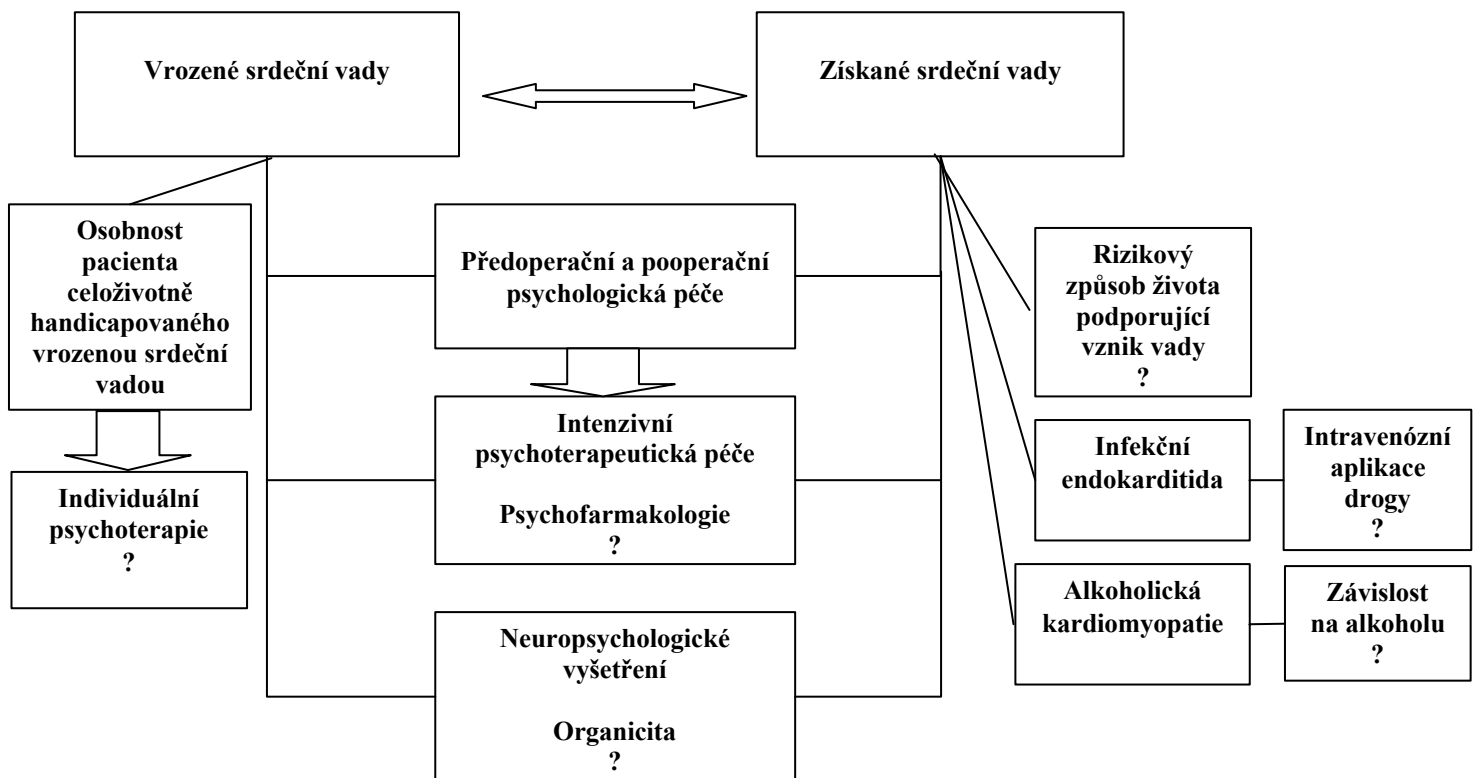 Vrozené srdeční vady
Získané srdeční vady
Osobnost
pacienta
celoživotně
handicapovaného
vrozenou srdeční
vadou
Předoperační a pooperační
psychologická péče
Rizikový
způsob života
podporující
vznik vady
?
Intenzivní
psychoterapeutická péče
Psychofarmakologie
?
Infekční
endokarditida
Intravenózní
aplikace
drogy
?
Individuální
psychoterapie
?
Alkoholická
kardiomyopatie
Závislost
na alkoholu
?
Neuropsychologické
vyšetření
Organicita
?